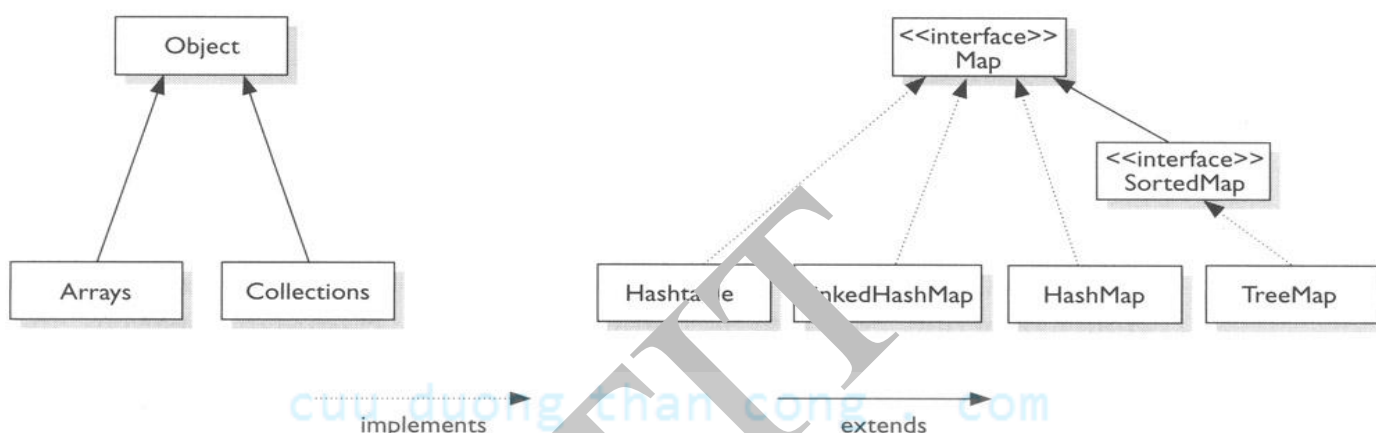 Object
Arrays
Collections
<<interface>>
Map
<<interface>>
SortedMap
HashMap
TreeMap
cuu duong than cong . com
implements
extends